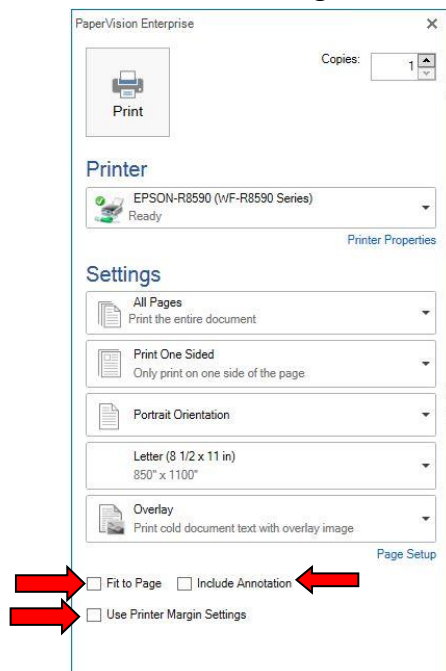 PaperVision Enterprise
Copies: 1
Print
Printer
EPSON-R8590 (WF-R8590 Series)
Ready
Printer Properties
Settings
All Pages
Print the entire document
Print One Sided
Only print on one side of the page
Portrait Orientation
Letter (8 1/2 x 11 in)
850" x 1100"
Overlay
Print cold document text with overlay image
Page Setup
Fit to Page Include Annotation
Use Printer Margin Settings